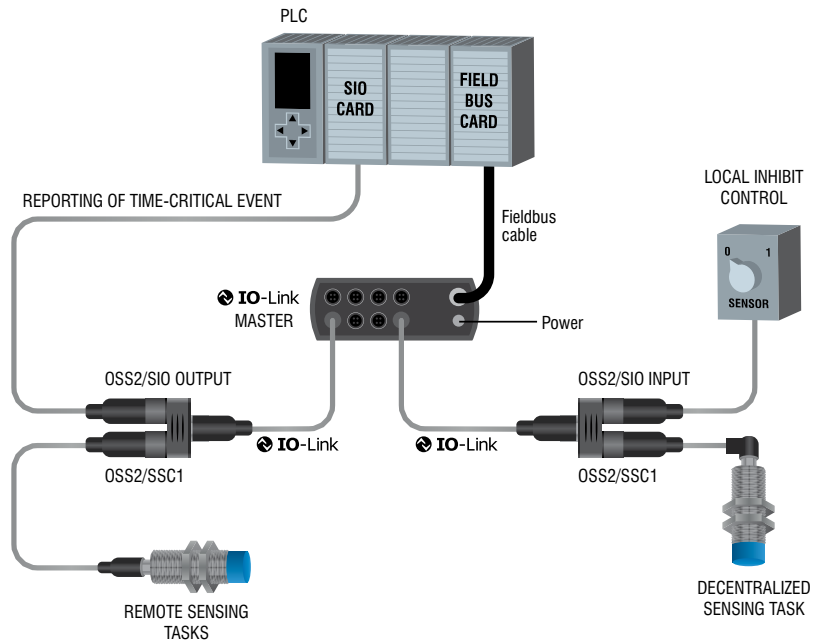 PLC
SIO
CARD
FIELD
BUS
CARD
REPORTING OF TIME-CRITICAL EVENT
Fieldbus
cable
LOCAL INHIBIT
CONTROL
0 1
SENSOR
IO-Link
MASTER
Power
OSS2/SIO OUTPUT
OSS2/SIO INPUT
IO-Link
IO-Link
OSS2/SSC1
OSS2/SSC1
REMOTE SENSING
TASKS
DECENTRALIZED
SENSING TASK